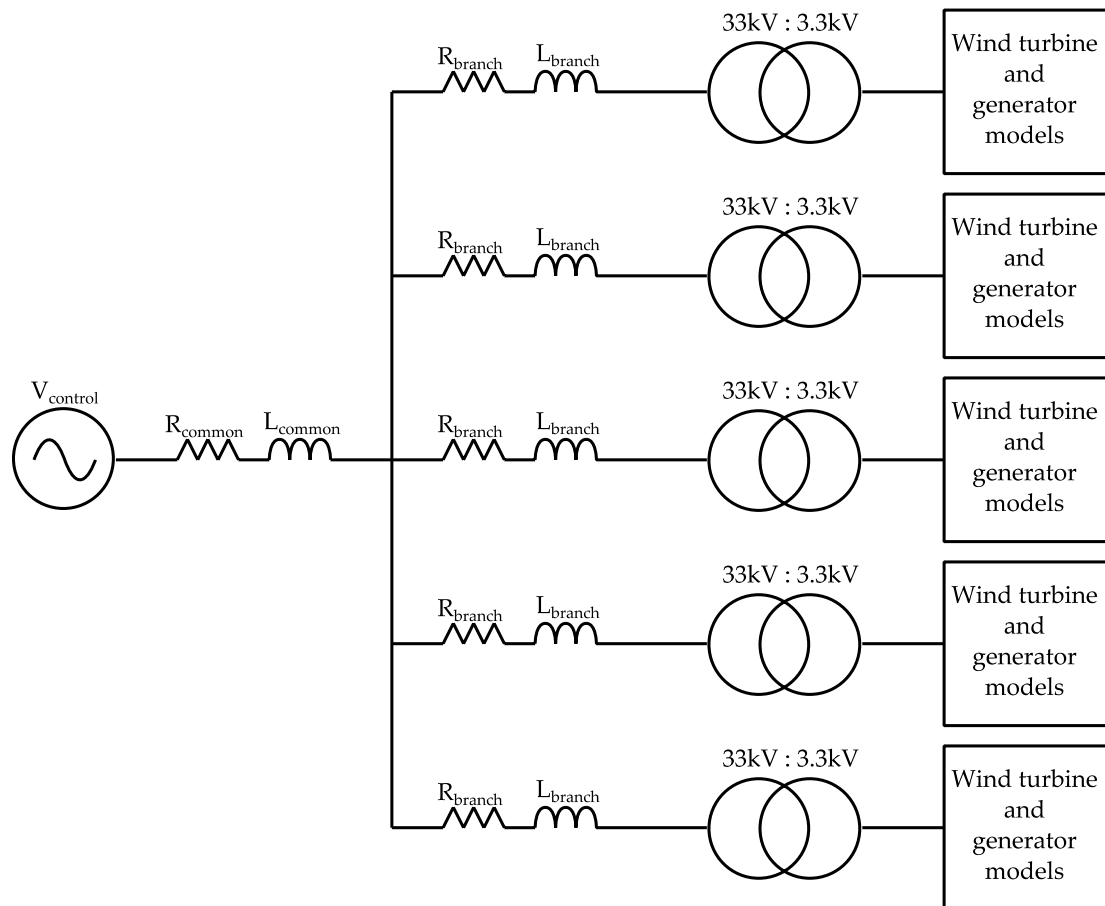 33kV : 3.3kV
R_branch
L_branch
Wind turbine
and
generator
models
33kV : 3.3kV
R_branch
L_branch
Wind turbine
and
generator
models
V_control
R_common
L_common
33kV : 3.3kV
R_branch
L_branch
Wind turbine
and
generator
models
33kV : 3.3kV
R_branch
L_branch
Wind turbine
and
generator
models
33kV : 3.3kV
R_branch
L_branch
Wind turbine
and
generator
models